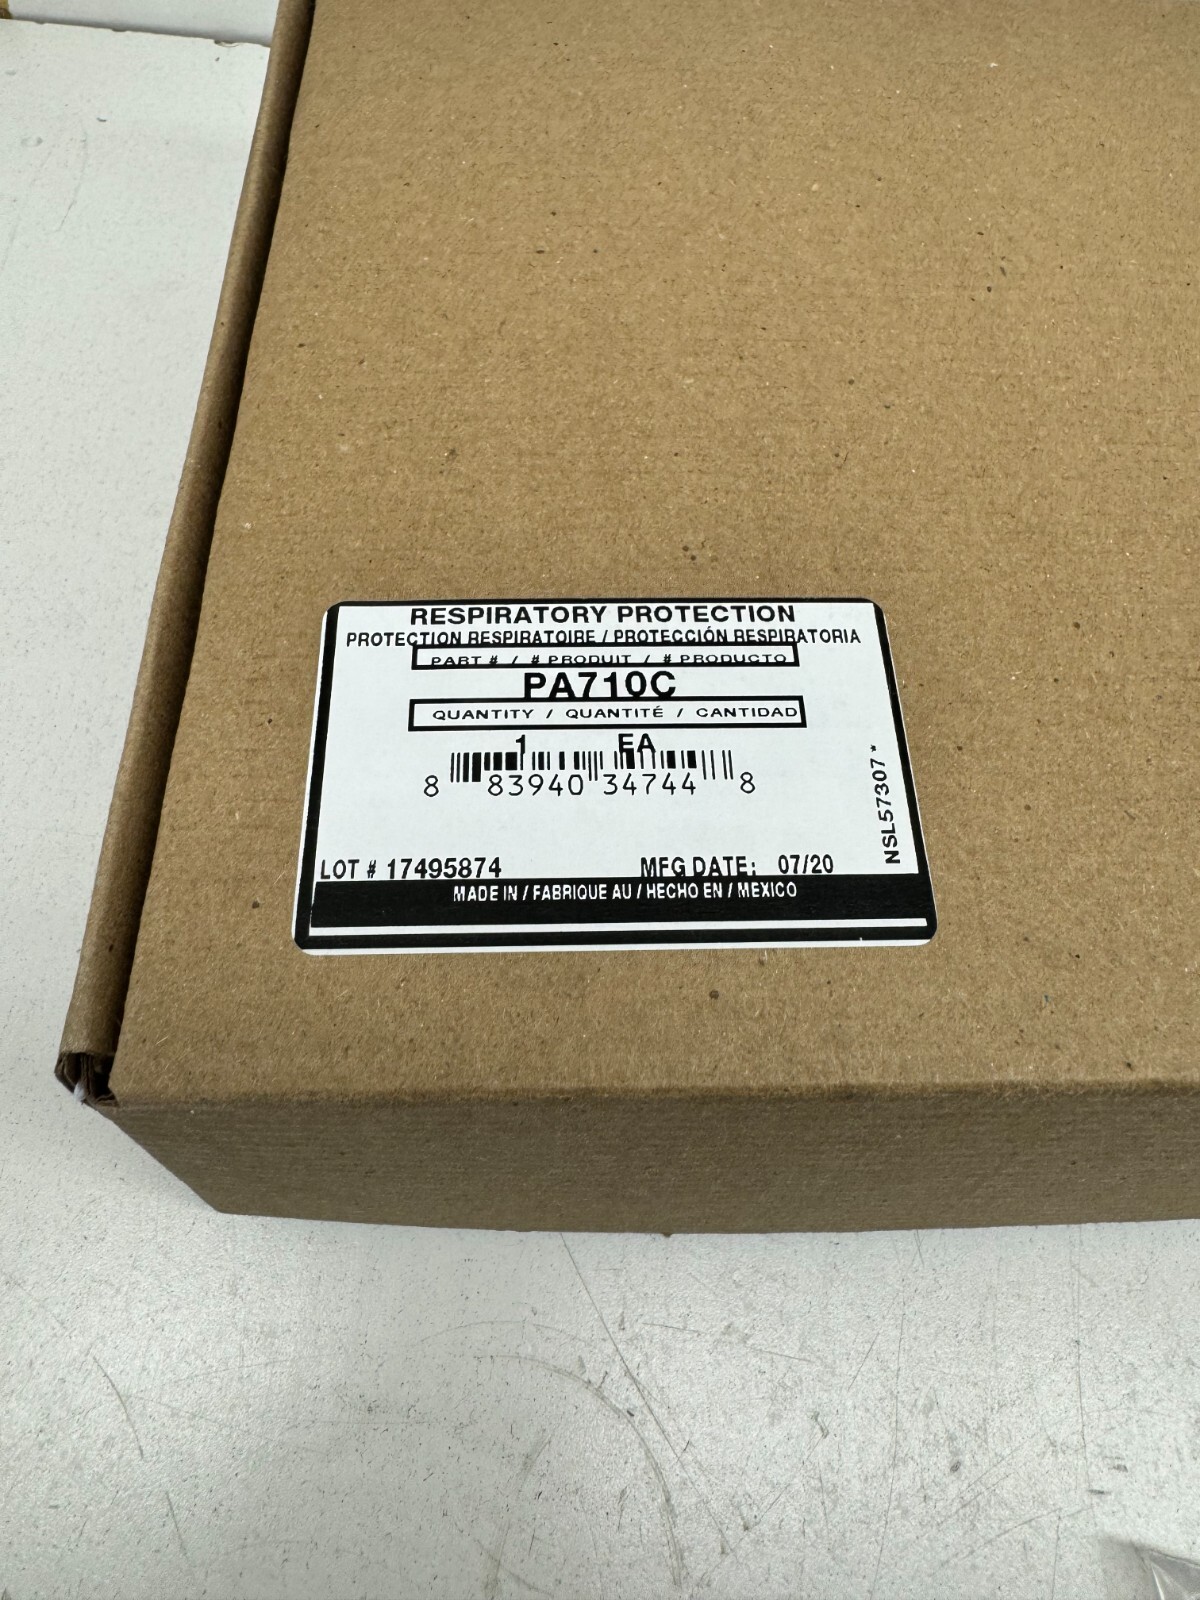 RESPIRATORY PROTECTION
PROTECTION RESPIRATOIRE / PROTECCIÓN RESPIRATORIA
PART # / # PRODUIT / # PRODUCTO
PA710C
QUANTITY / QUANTITÉ / CANTIDAD
1 EA
8 83940 34744 8
NSL57307 *
LOT # 17495874 MFG DATE: 07/20
MADE IN / FABRIQUE AU / HECHO EN / MEXICO